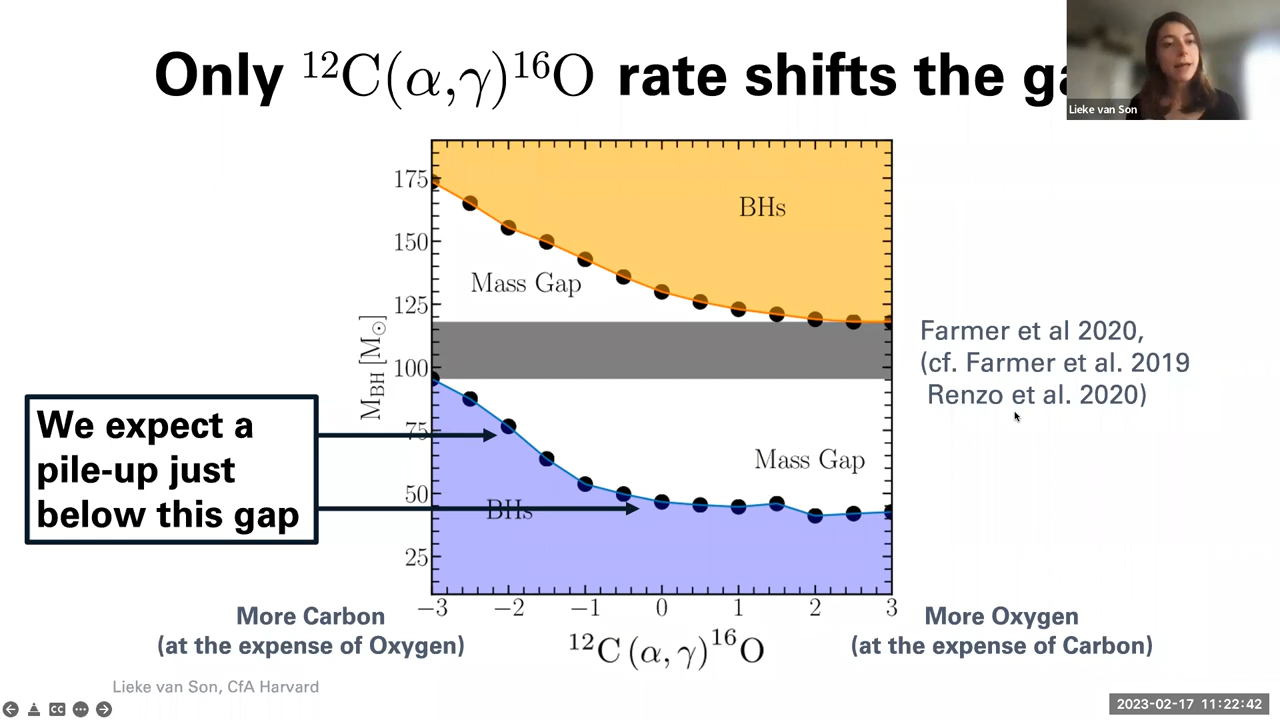 Only ¹²C(α,γ)¹⁶O rate shifts the ga
Lieke van Son
175
150
125
100
75
50
25
M_BH [M_⊙]
BHs
Mass Gap
Mass Gap
BHs
We expect a
pile-up just
below this gap
Farmer et al 2020,
(cf. Farmer et al. 2019
Renzo et al. 2020)
−3 −2 −1 0 1 2 3
¹²C (α, γ)¹⁶O
More Carbon
(at the expense of Oxygen)
More Oxygen
(at the expense of Carbon)
Lieke van Son, CfA Harvard
CC
2023-02-17 11:22:42